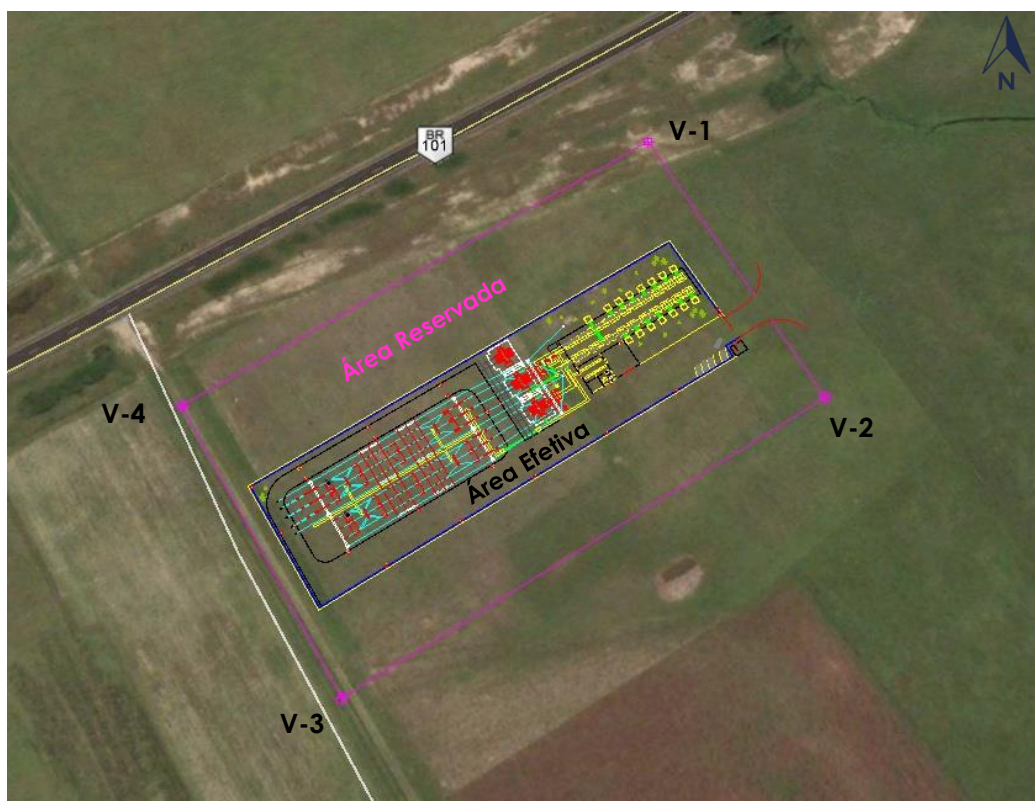 N
BR
101
V-1
Área Reservada
V-4
V-2
Área Efetiva
V-3